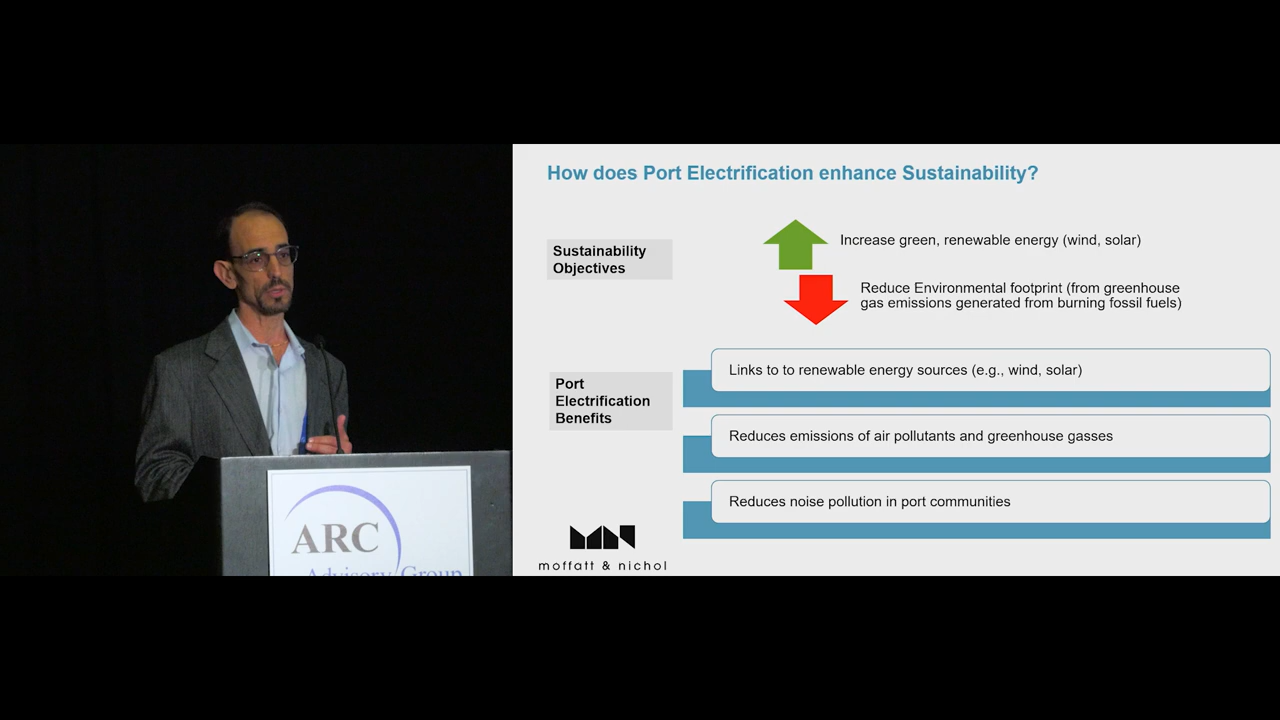 How does Port Electrification enhance Sustainability?
Sustainability
Objectives
Increase green, renewable energy (wind, solar)
Reduce Environmental footprint (from greenhouse
gas emissions generated from burning fossil fuels)
Port
Electrification
Benefits
Links to to renewable energy sources (e.g., wind, solar)
Reduces emissions of air pollutants and greenhouse gasses
Reduces noise pollution in port communities
moffatt & nichol
ARC
Advisory Group